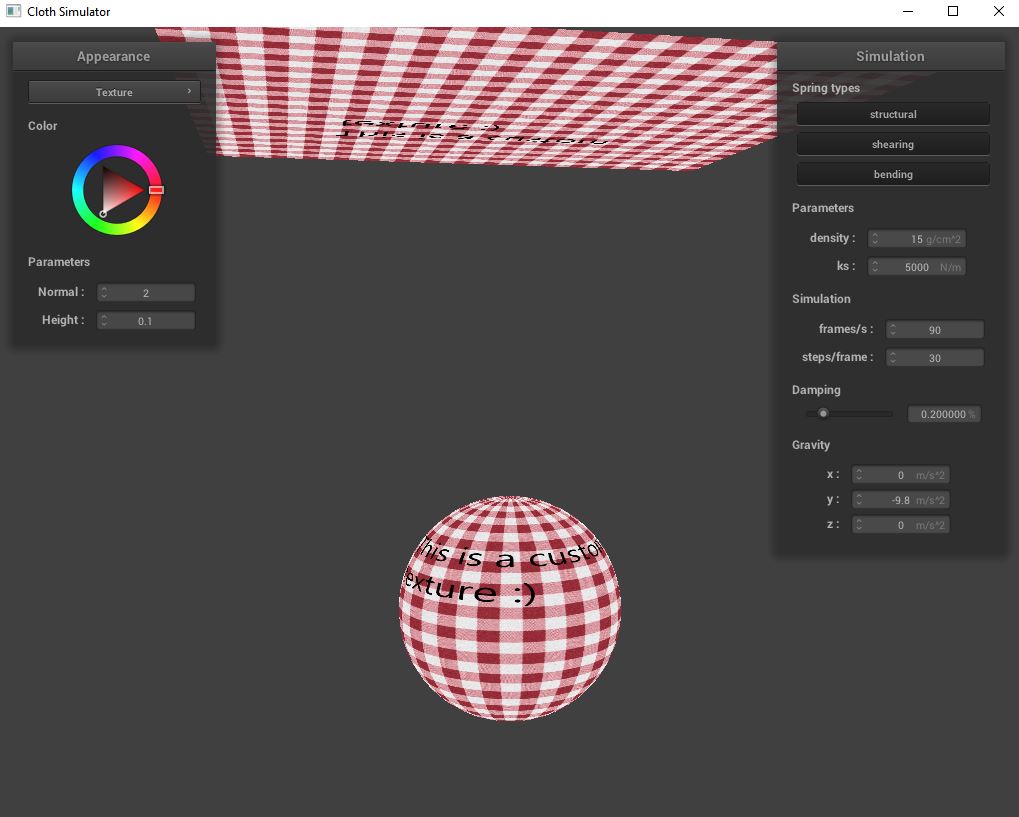 Cloth Simulator
Appearance
Texture
Color
Parameters
Normal : 2
Height : 0.1
texture :)
This is a custom
This is a custo
texture :)
Simulation
Spring types
structural
shearing
bending
Parameters
density : 15 g/cm^2
ks : 5000 N/m
Simulation
frames/s : 90
steps/frame : 30
Damping
0.200000 %
Gravity
x : 0 m/s^2
y : -9.8 m/s^2
z : 0 m/s^2